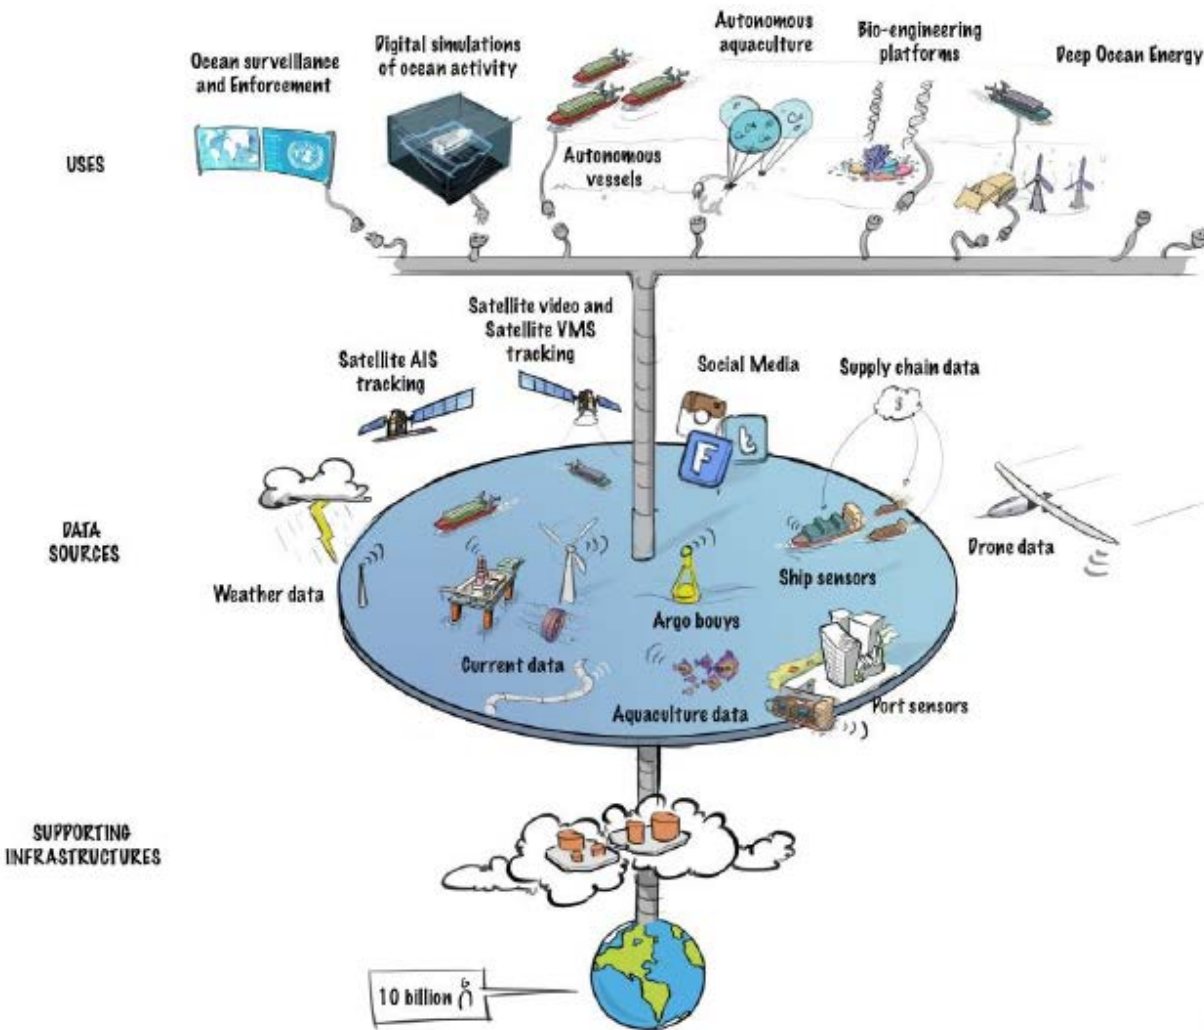 Ocean surveillance
and Enforcement
Digital simulations
of ocean activity
Autonomous
vessels
Autonomous
aquaculture
Bio-engineering
platforms
Deep Ocean Energy
USES
Satellite AIS
tracking
Satellite video and
Satellite VMS
tracking
Social Media
F
t
Supply chain data
$
DATA
SOURCES
Weather data
Current data
Argo bouys
Aquaculture data
Ship sensors
Port sensors
Drone data
SUPPORTING
INFRASTRUCTURES
10 billion